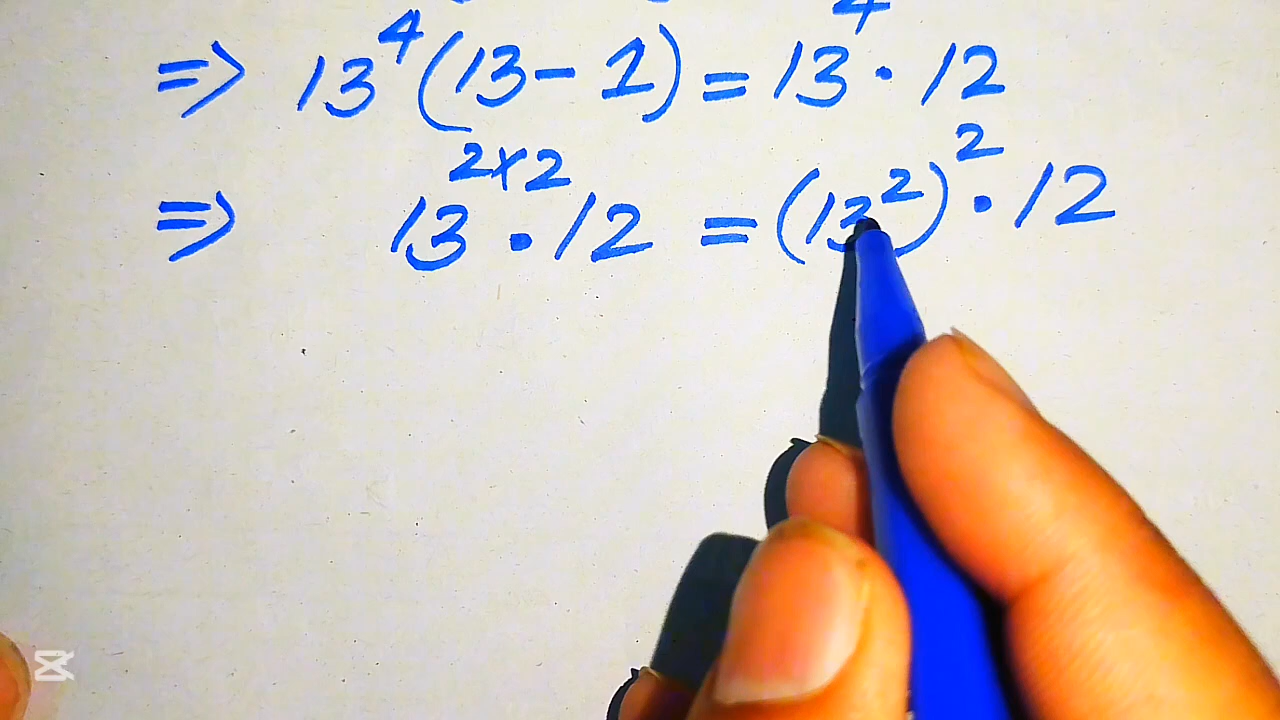 ⇒ 13⁴(13 - 1) = 13⁴ · 12
⇒ 13²ˣ² · 12 = (13²)² · 12